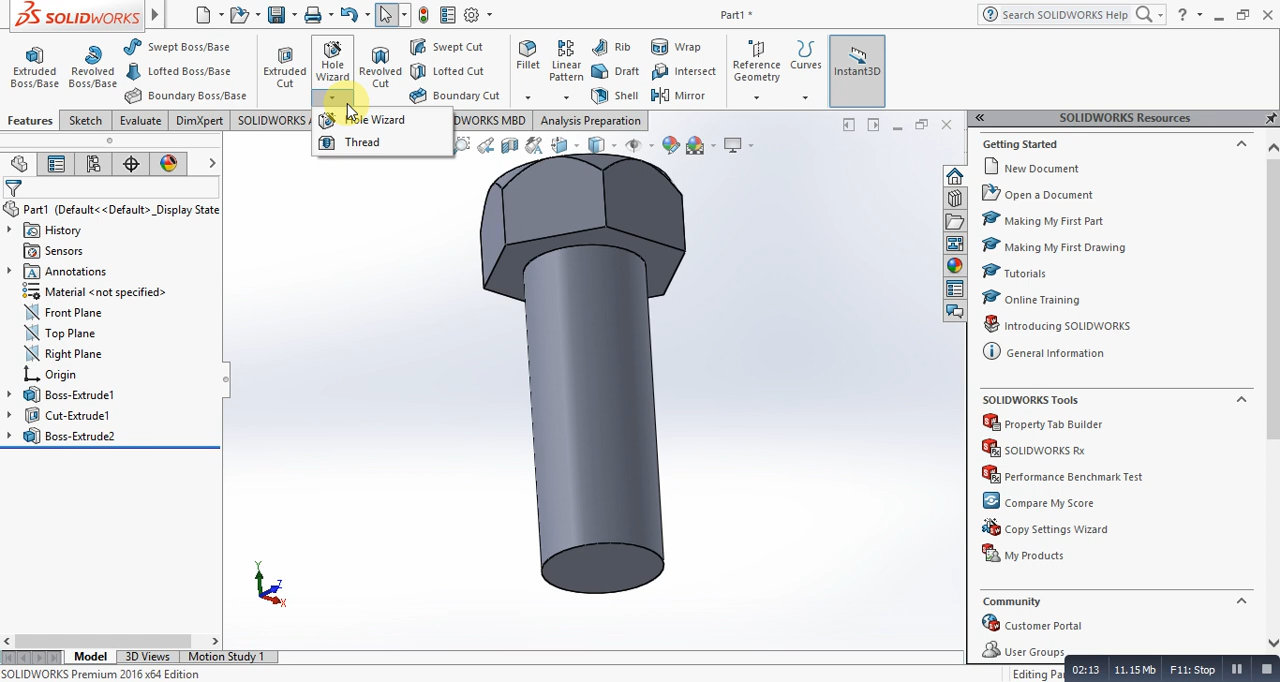 SOLIDWORKS
Part1 *
Search SOLIDWORKS Help
?
Extruded Boss/Base
Revolved Boss/Base
Swept Boss/Base
Lofted Boss/Base
Boundary Boss/Base
Extruded Cut
Hole Wizard
Revolved Cut
Swept Cut
Lofted Cut
Boundary Cut
Fillet
Linear Pattern
Rib
Draft
Shell
Wrap
Intersect
Mirror
Reference Geometry
Curves
Instant3D
Hole Wizard
Thread
Features
Sketch
Evaluate
DimXpert
SOLIDWORKS A
DWORKS MBD
Analysis Preparation
Part1 (Default<<Default>_Display State
History
Sensors
Annotations
Material <not specified>
Front Plane
Top Plane
Right Plane
Origin
Boss-Extrude1
Cut-Extrude1
Boss-Extrude2
Y
Z
X
SOLIDWORKS Resources
Getting Started
New Document
Open a Document
Making My First Part
Making My First Drawing
Tutorials
Online Training
Introducing SOLIDWORKS
General Information
SOLIDWORKS Tools
Property Tab Builder
SOLIDWORKS Rx
Performance Benchmark Test
Compare My Score
Copy Settings Wizard
My Products
Community
Customer Portal
User Groups
Model
3D Views
Motion Study 1
SOLIDWORKS Premium 2016 x64 Edition
Editing Pa
02:13
11.15 Mb
F11: Stop